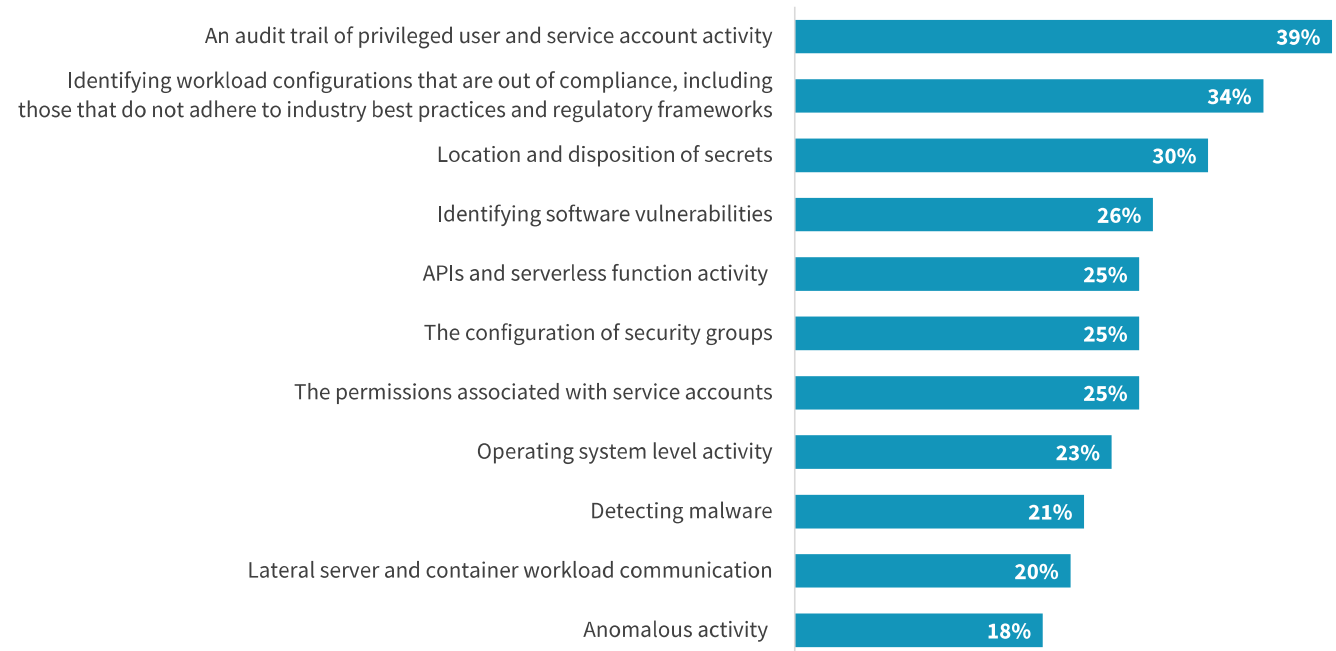 An audit trail of privileged user and service account activity 39%
Identifying workload configurations that are out of compliance, including
those that do not adhere to industry best practices and regulatory frameworks 34%
Location and disposition of secrets 30%
Identifying software vulnerabilities 26%
APIs and serverless function activity 25%
The configuration of security groups 25%
The permissions associated with service accounts 25%
Operating system level activity 23%
Detecting malware 21%
Lateral server and container workload communication 20%
Anomalous activity 18%